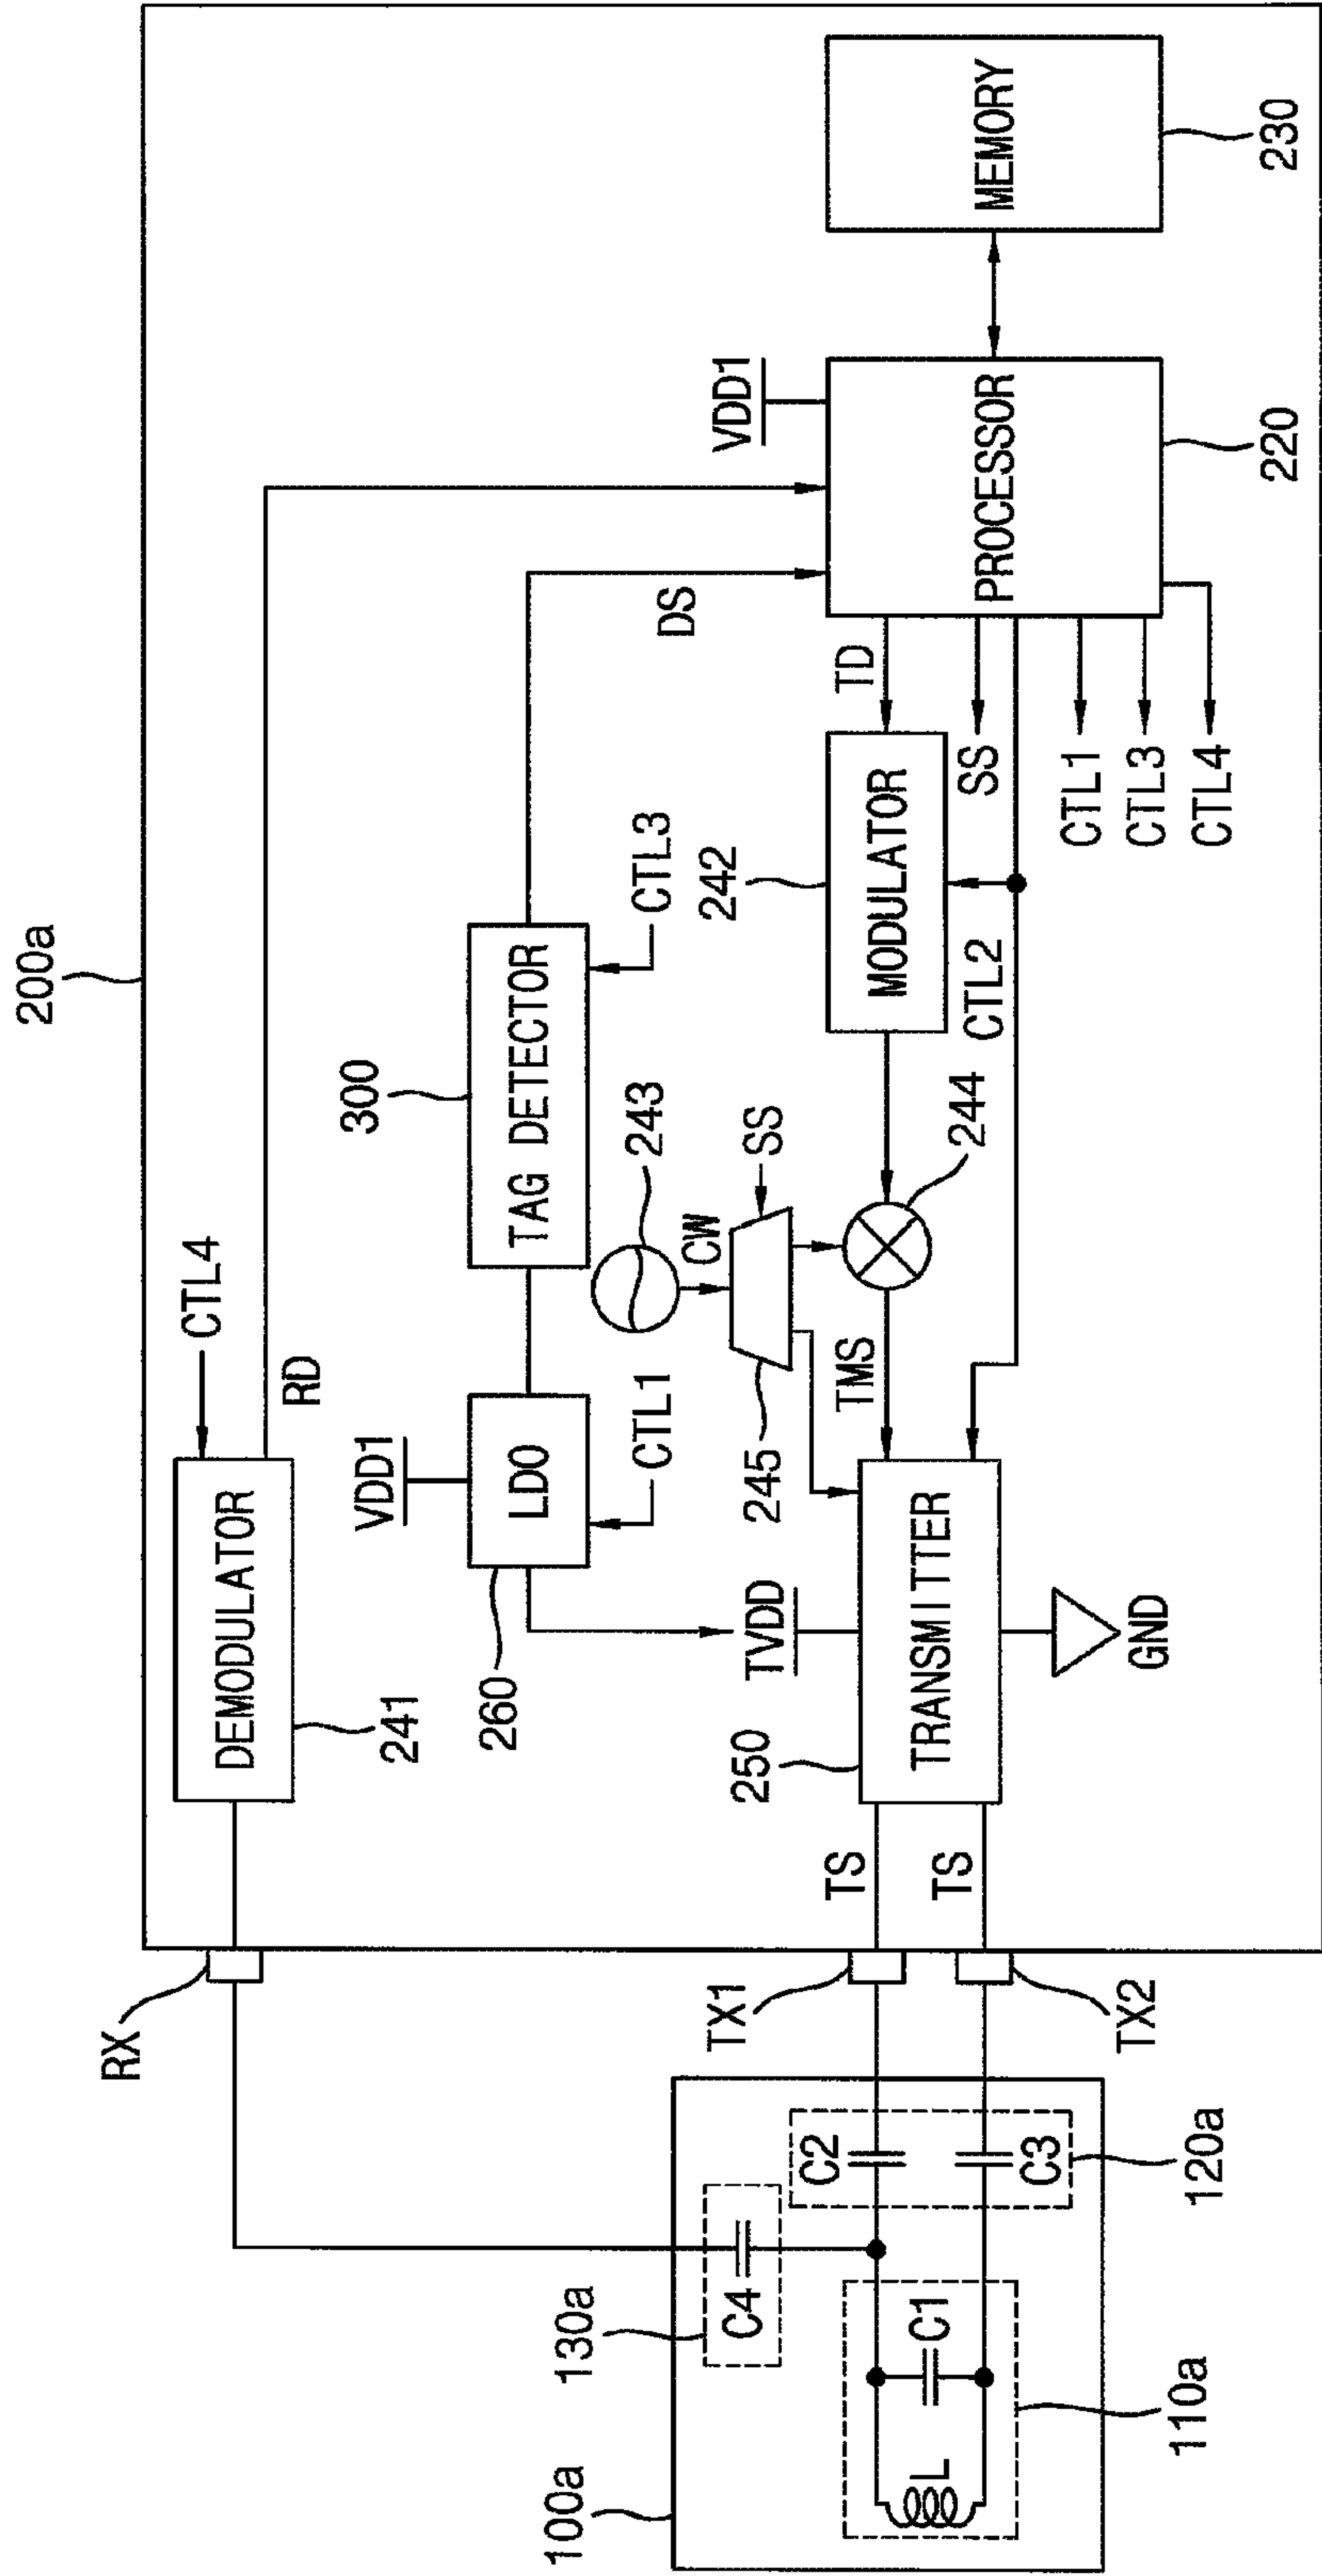 200a
CTL4
RX
DEMODULATOR
241
RD
VDD1
LDO
260
CTL1
300
TAG DETECTOR
CTL3
DS
VDD1
243
CW
SS
245
TVDD
250
TRANSMITTER
GND
TMS
244
242
MODULATOR
CTL2
TD
SS
CTL1
CTL3
CTL4
PROCESSOR
220
MEMORY
230
TS
TS
TX1
TX2
100a
130a
C4
C2
C3
120a
C1
L
110a